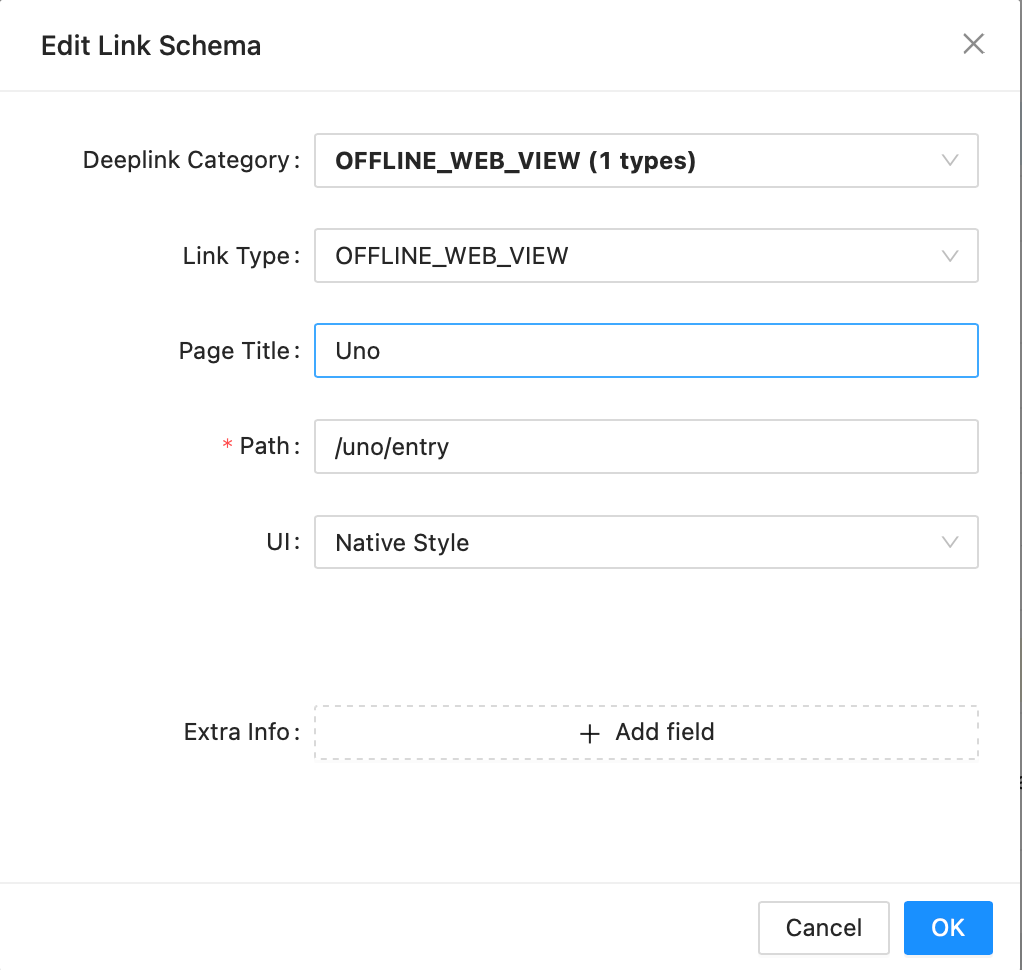 Edit Link Schema
Deeplink Category: OFFLINE_WEB_VIEW (1 types)
Link Type: OFFLINE_WEB_VIEW
Page Title: Uno
* Path: /uno/entry
UI: Native Style
Extra Info: + Add field
Cancel OK